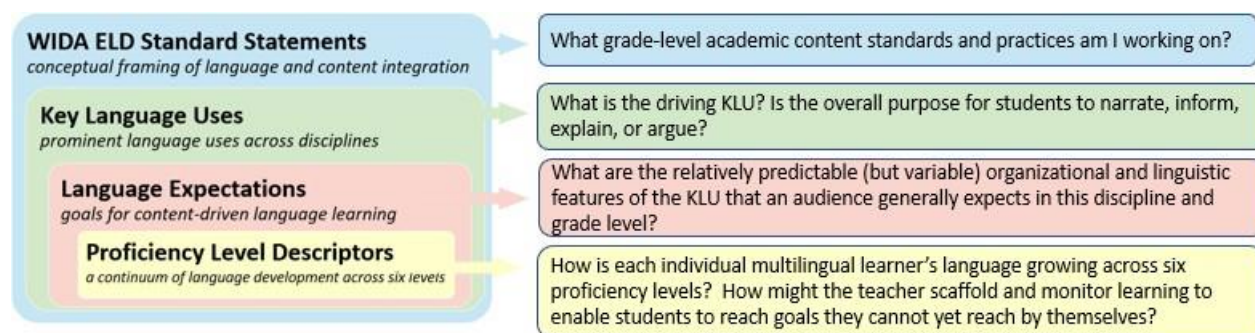 WIDA ELD Standard Statements
conceptual framing of language and content integration
What grade-level academic content standards and practices am I working on?
Key Language Uses
prominent language uses across disciplines
What is the driving KLU? Is the overall purpose for students to narrate, inform,
explain, or argue?
Language Expectations
goals for content-driven language learning
What are the relatively predictable (but variable) organizational and linguistic
features of the KLU that an audience generally expects in this discipline and
grade level?
Proficiency Level Descriptors
a continuum of language development across six levels
How is each individual multilingual learner's language growing across six
proficiency levels?  How might the teacher scaffold and monitor learning to
enable students to reach goals they cannot yet reach by themselves?